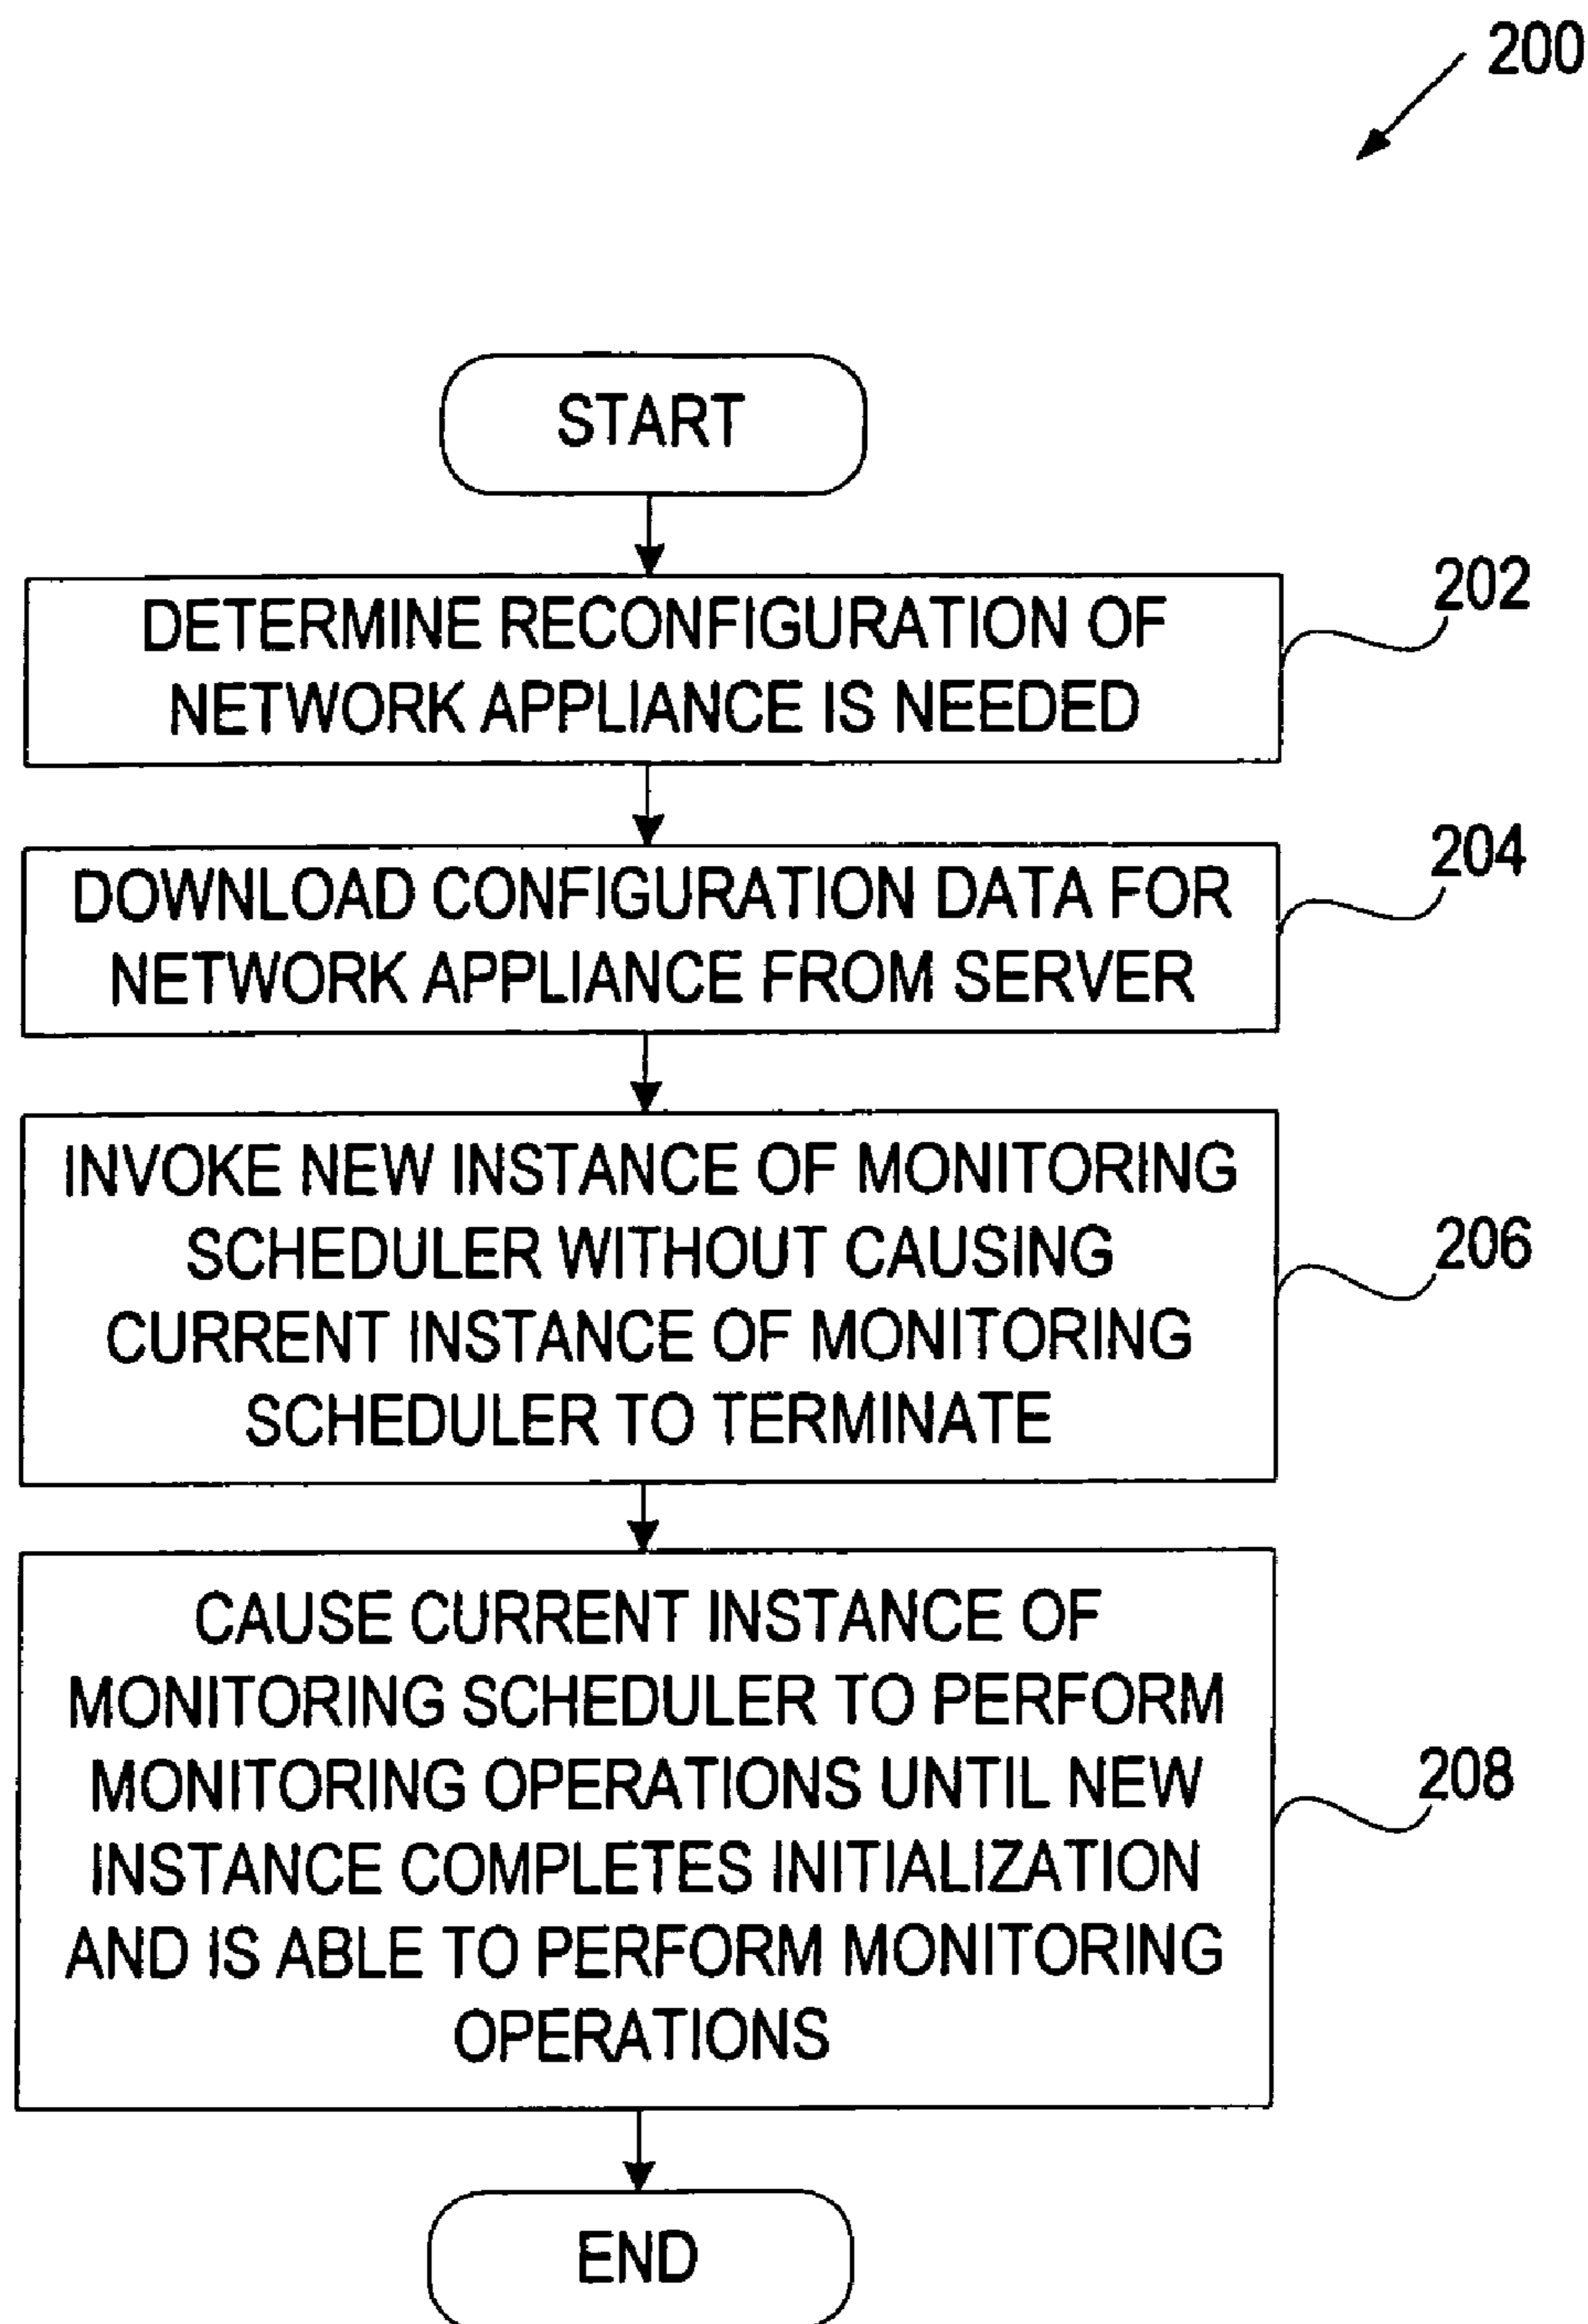 200
START
DETERMINE RECONFIGURATION OF
NETWORK APPLIANCE IS NEEDED
202
DOWNLOAD CONFIGURATION DATA FOR
NETWORK APPLIANCE FROM SERVER
204
INVOKE NEW INSTANCE OF MONITORING
SCHEDULER WITHOUT CAUSING
CURRENT INSTANCE OF MONITORING
SCHEDULER TO TERMINATE
206
CAUSE CURRENT INSTANCE OF
MONITORING SCHEDULER TO PERFORM
MONITORING OPERATIONS UNTIL NEW
INSTANCE COMPLETES INITIALIZATION
AND IS ABLE TO PERFORM MONITORING
OPERATIONS
208
END